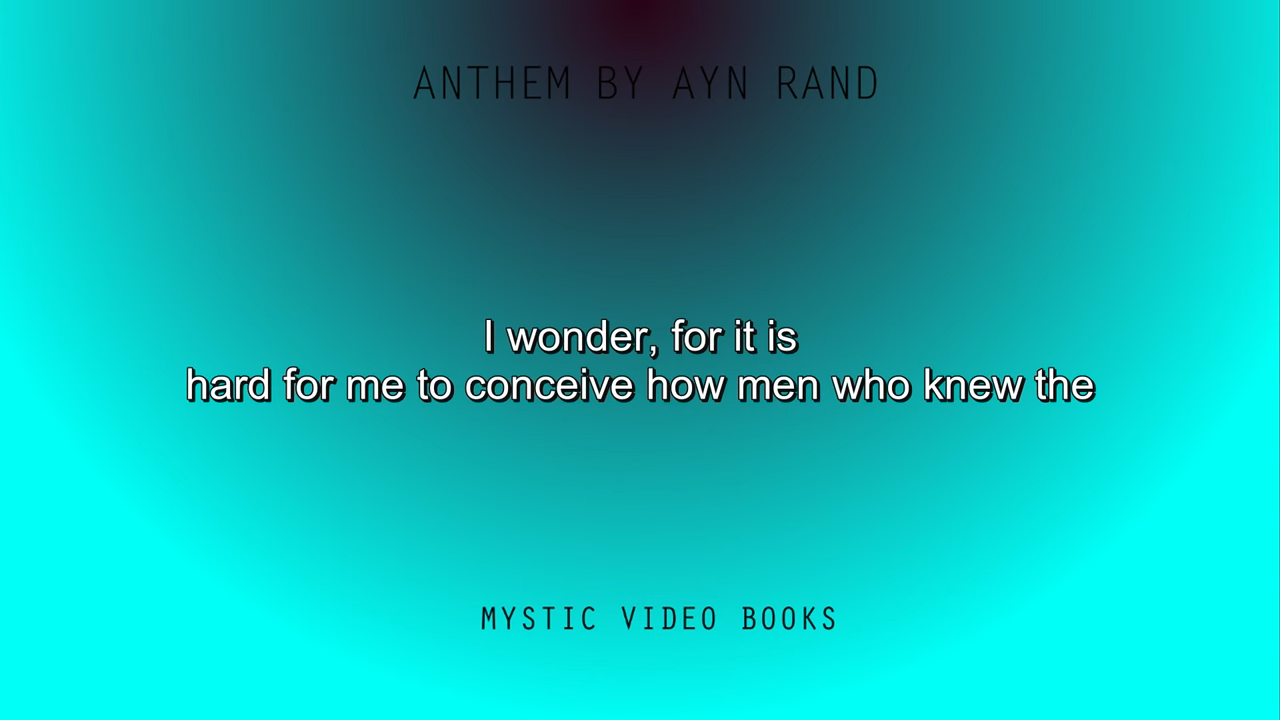 ANTHEM BY AYN RAND
I wonder, for it is
hard for me to conceive how men who knew the
MYSTIC VIDEO BOOKS